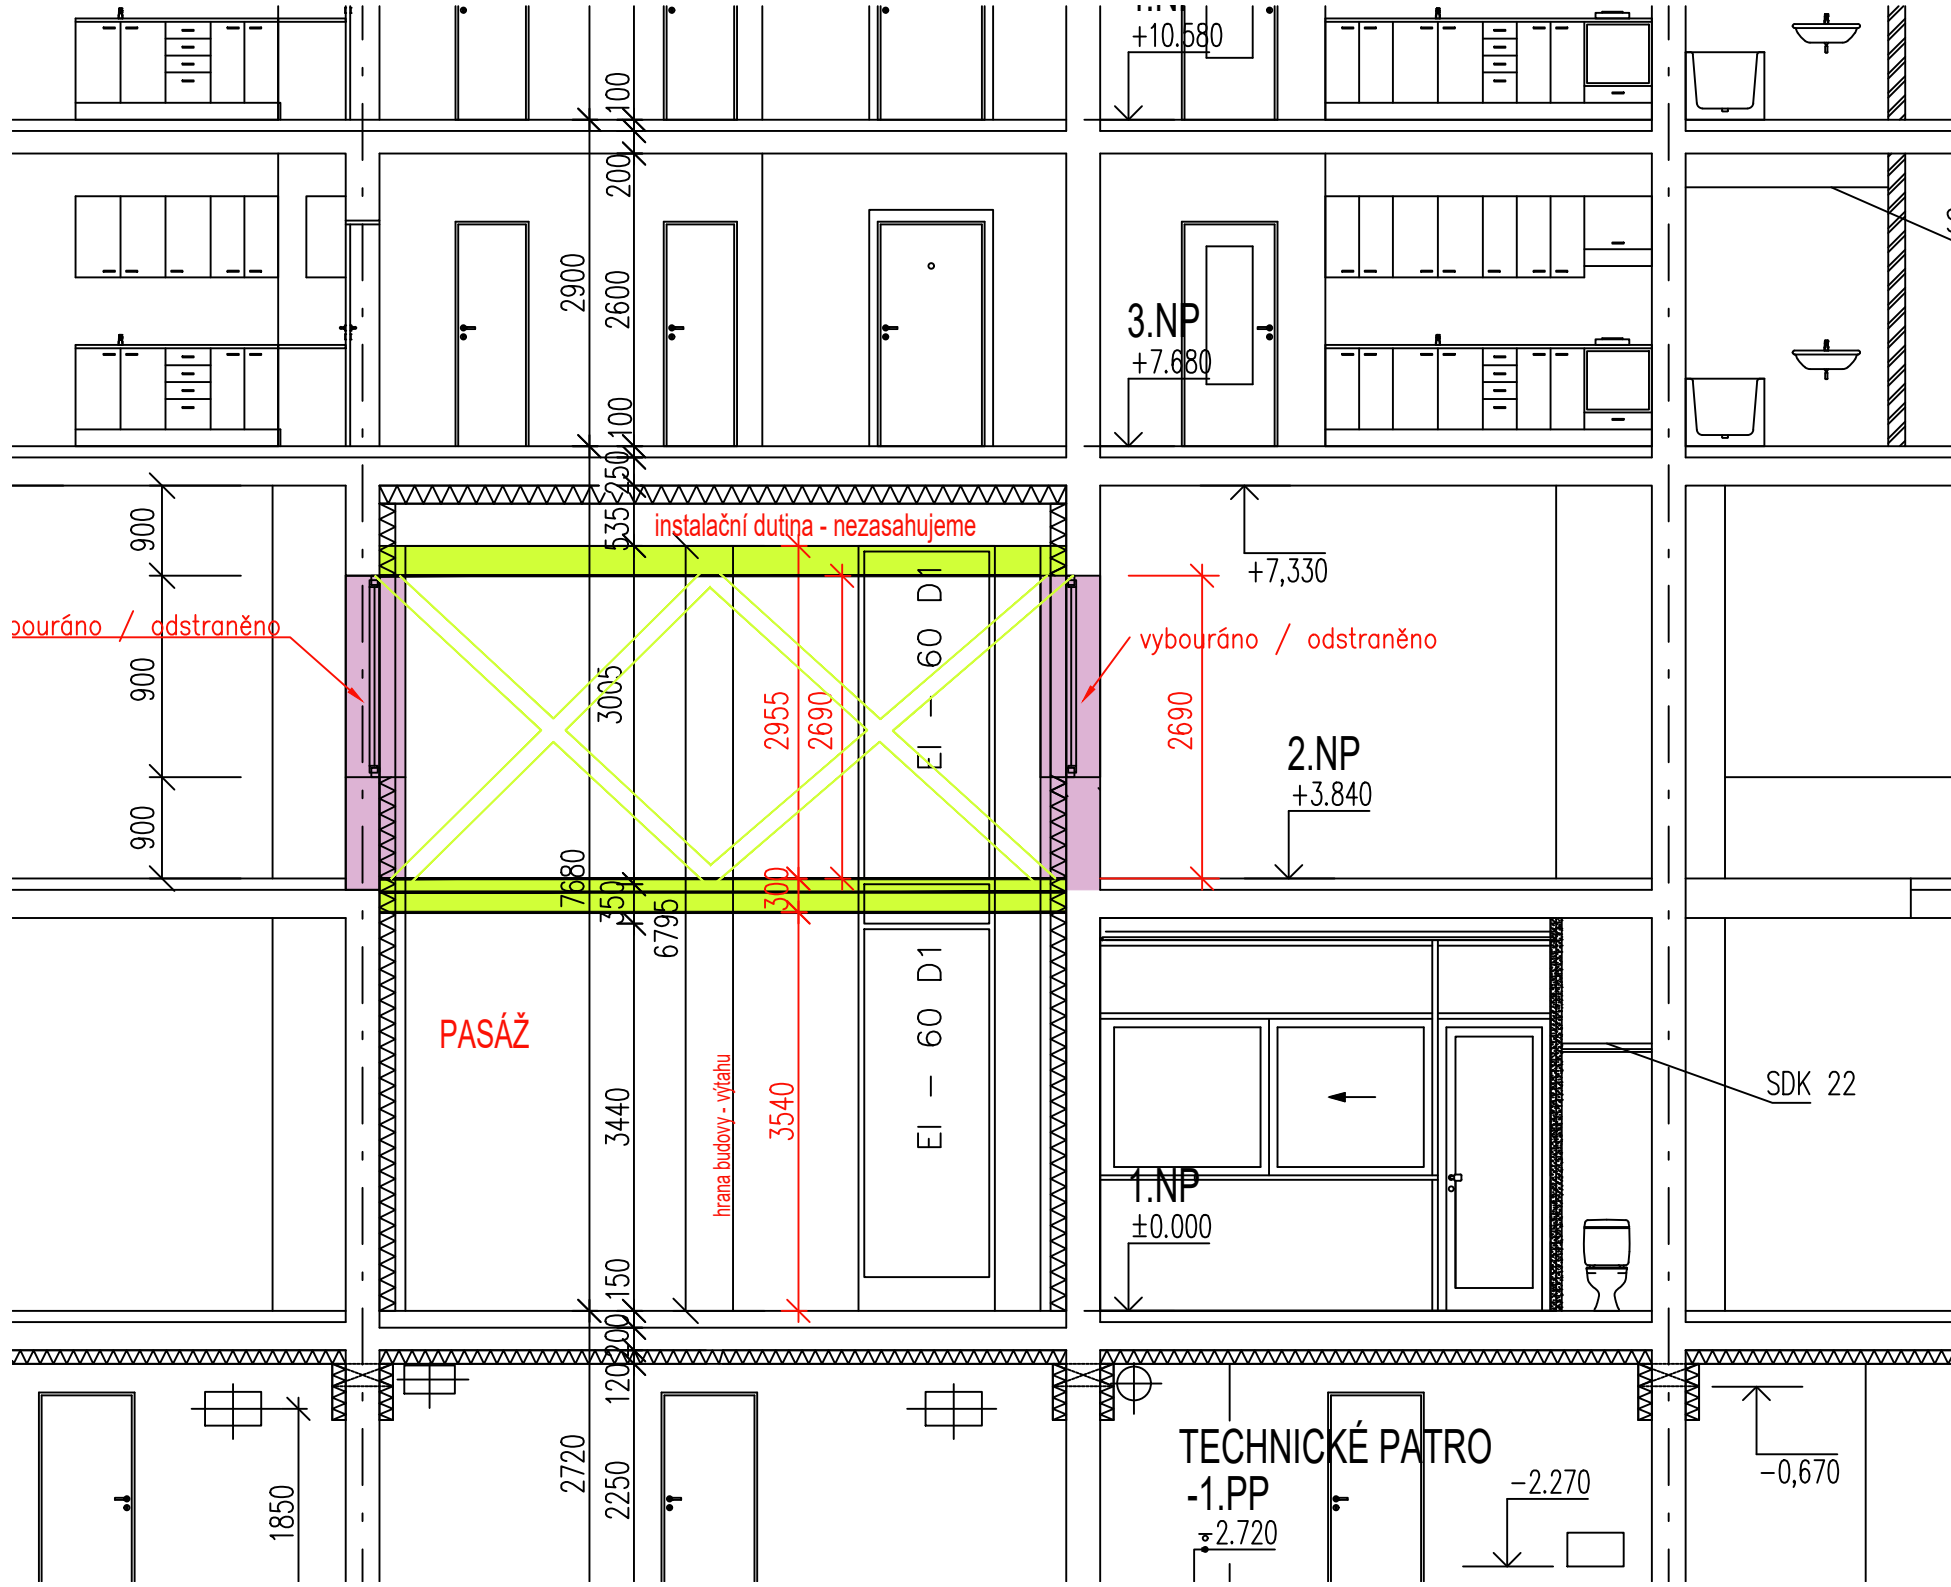 +10.580
100
200
2900
2600
3.NP
+7.680
100
250
900
535
instalační dutina - nezasahujeme
+7,330
EI - 60 D1
bouráno / odstraněno
vybouráno / odstraněno
900
3005
2955
2690
2690
2.NP
+3.840
900
7680
350
300
6795
EI - 60 D1
PASÁŽ
hrana budovy - výtahu
3440
3540
SDK 22
1.NP
±0.000
150
200
120
TECHNICKÉ PATRO
-1.PP
-2.720
-2.270
-0,670
2720
2250
1850